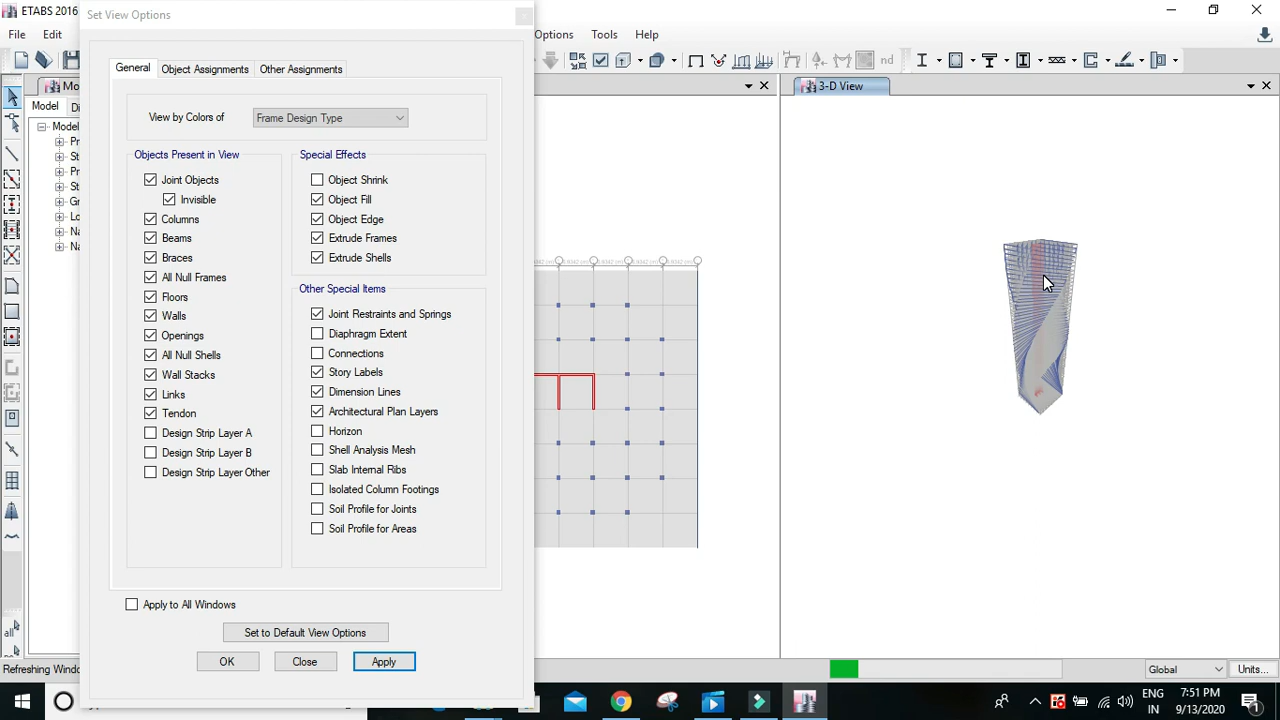 ETABS 2016
Set View Options
File
Edit
Options
Tools
Help
nd
General
Object Assignments
Other Assignments
3-D View
Model
View by Colors of
Frame Design Type
Model
Objects Present in View
Special Effects
Joint Objects
Object Shrink
Invisible
Object Fill
Columns
Object Edge
Beams
Extrude Frames
Braces
Extrude Shells
All Null Frames
Floors
Other Special Items
Walls
Joint Restraints and Springs
Openings
Diaphragm Extent
All Null Shells
Connections
Wall Stacks
Story Labels
Links
Dimension Lines
Tendon
Architectural Plan Layers
Design Strip Layer A
Horizon
Design Strip Layer B
Shell Analysis Mesh
Design Strip Layer Other
Slab Internal Ribs
Isolated Column Footings
Soil Profile for Joints
Soil Profile for Areas
Apply to All Windows
Set to Default View Options
all
OK
Close
Apply
Refreshing Windo
Global
Units...
ENG
7:51 PM
IN
9/13/2020